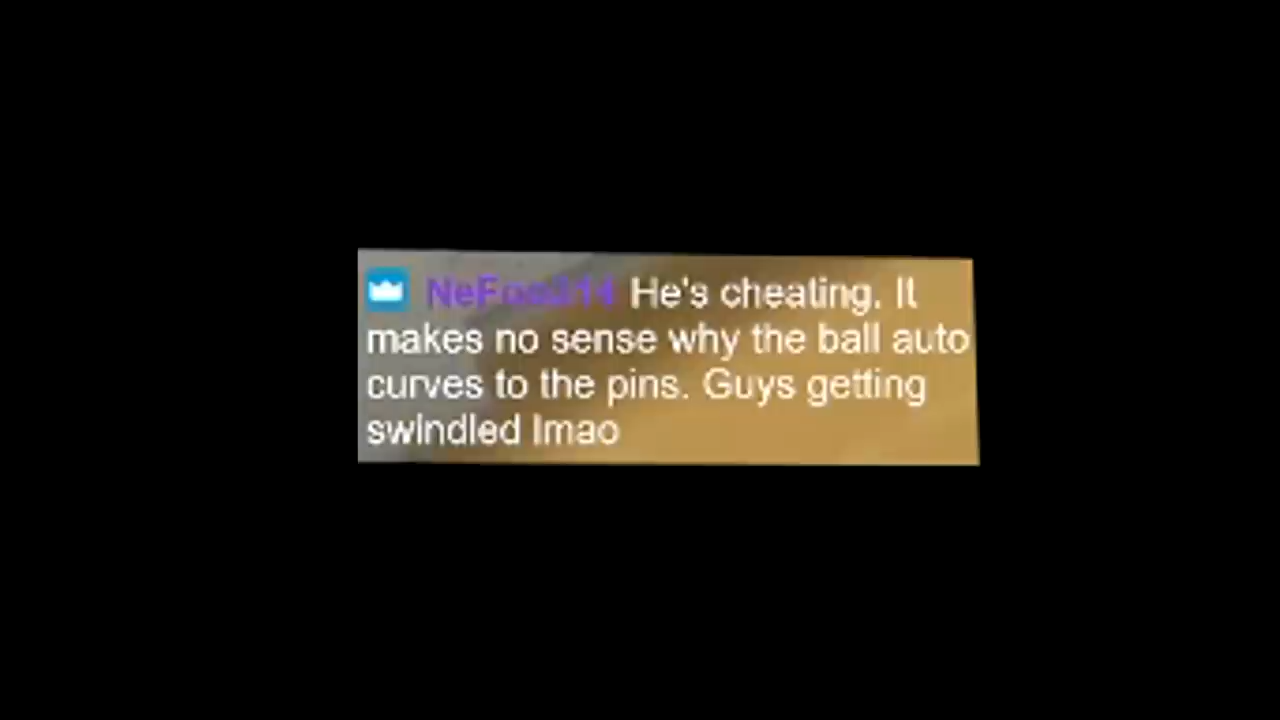 He's cheating. It
makes no sense why the ball auto
curves to the pins. Guys getting
swindled lmao